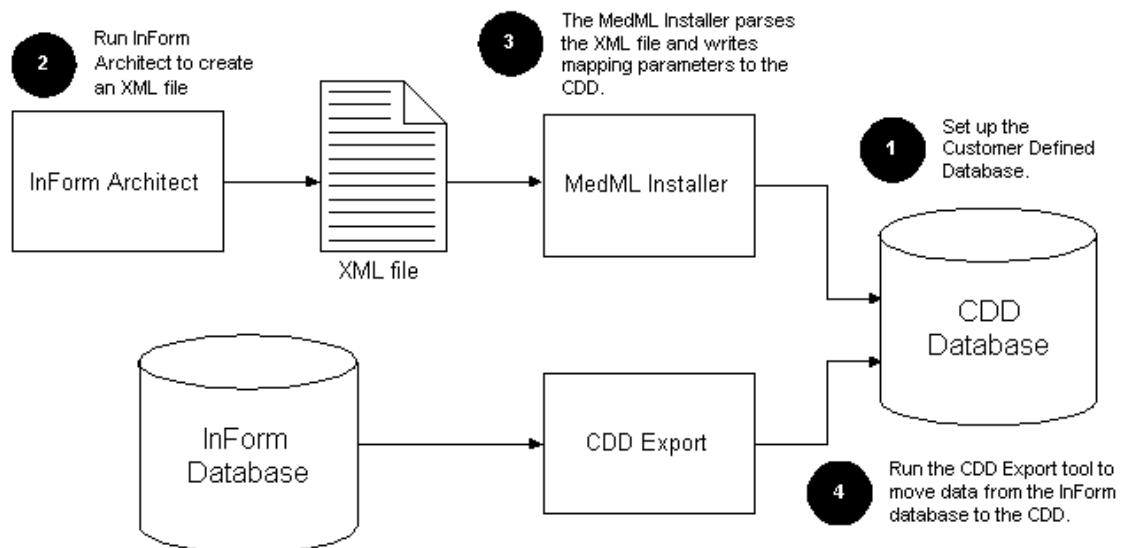 2
Run InForm
Architect to create
an XML file
3
The MedML Installer parses
the XML file and writes
mapping parameters to the
CDD.
1
Set up the
Customer Defined
Database.
InForm Architect
XML file
MedML Installer
CDD
Database
InForm
Database
CDD Export
4
Run the CDD Export tool to
move data from the InForm
database to the CDD.